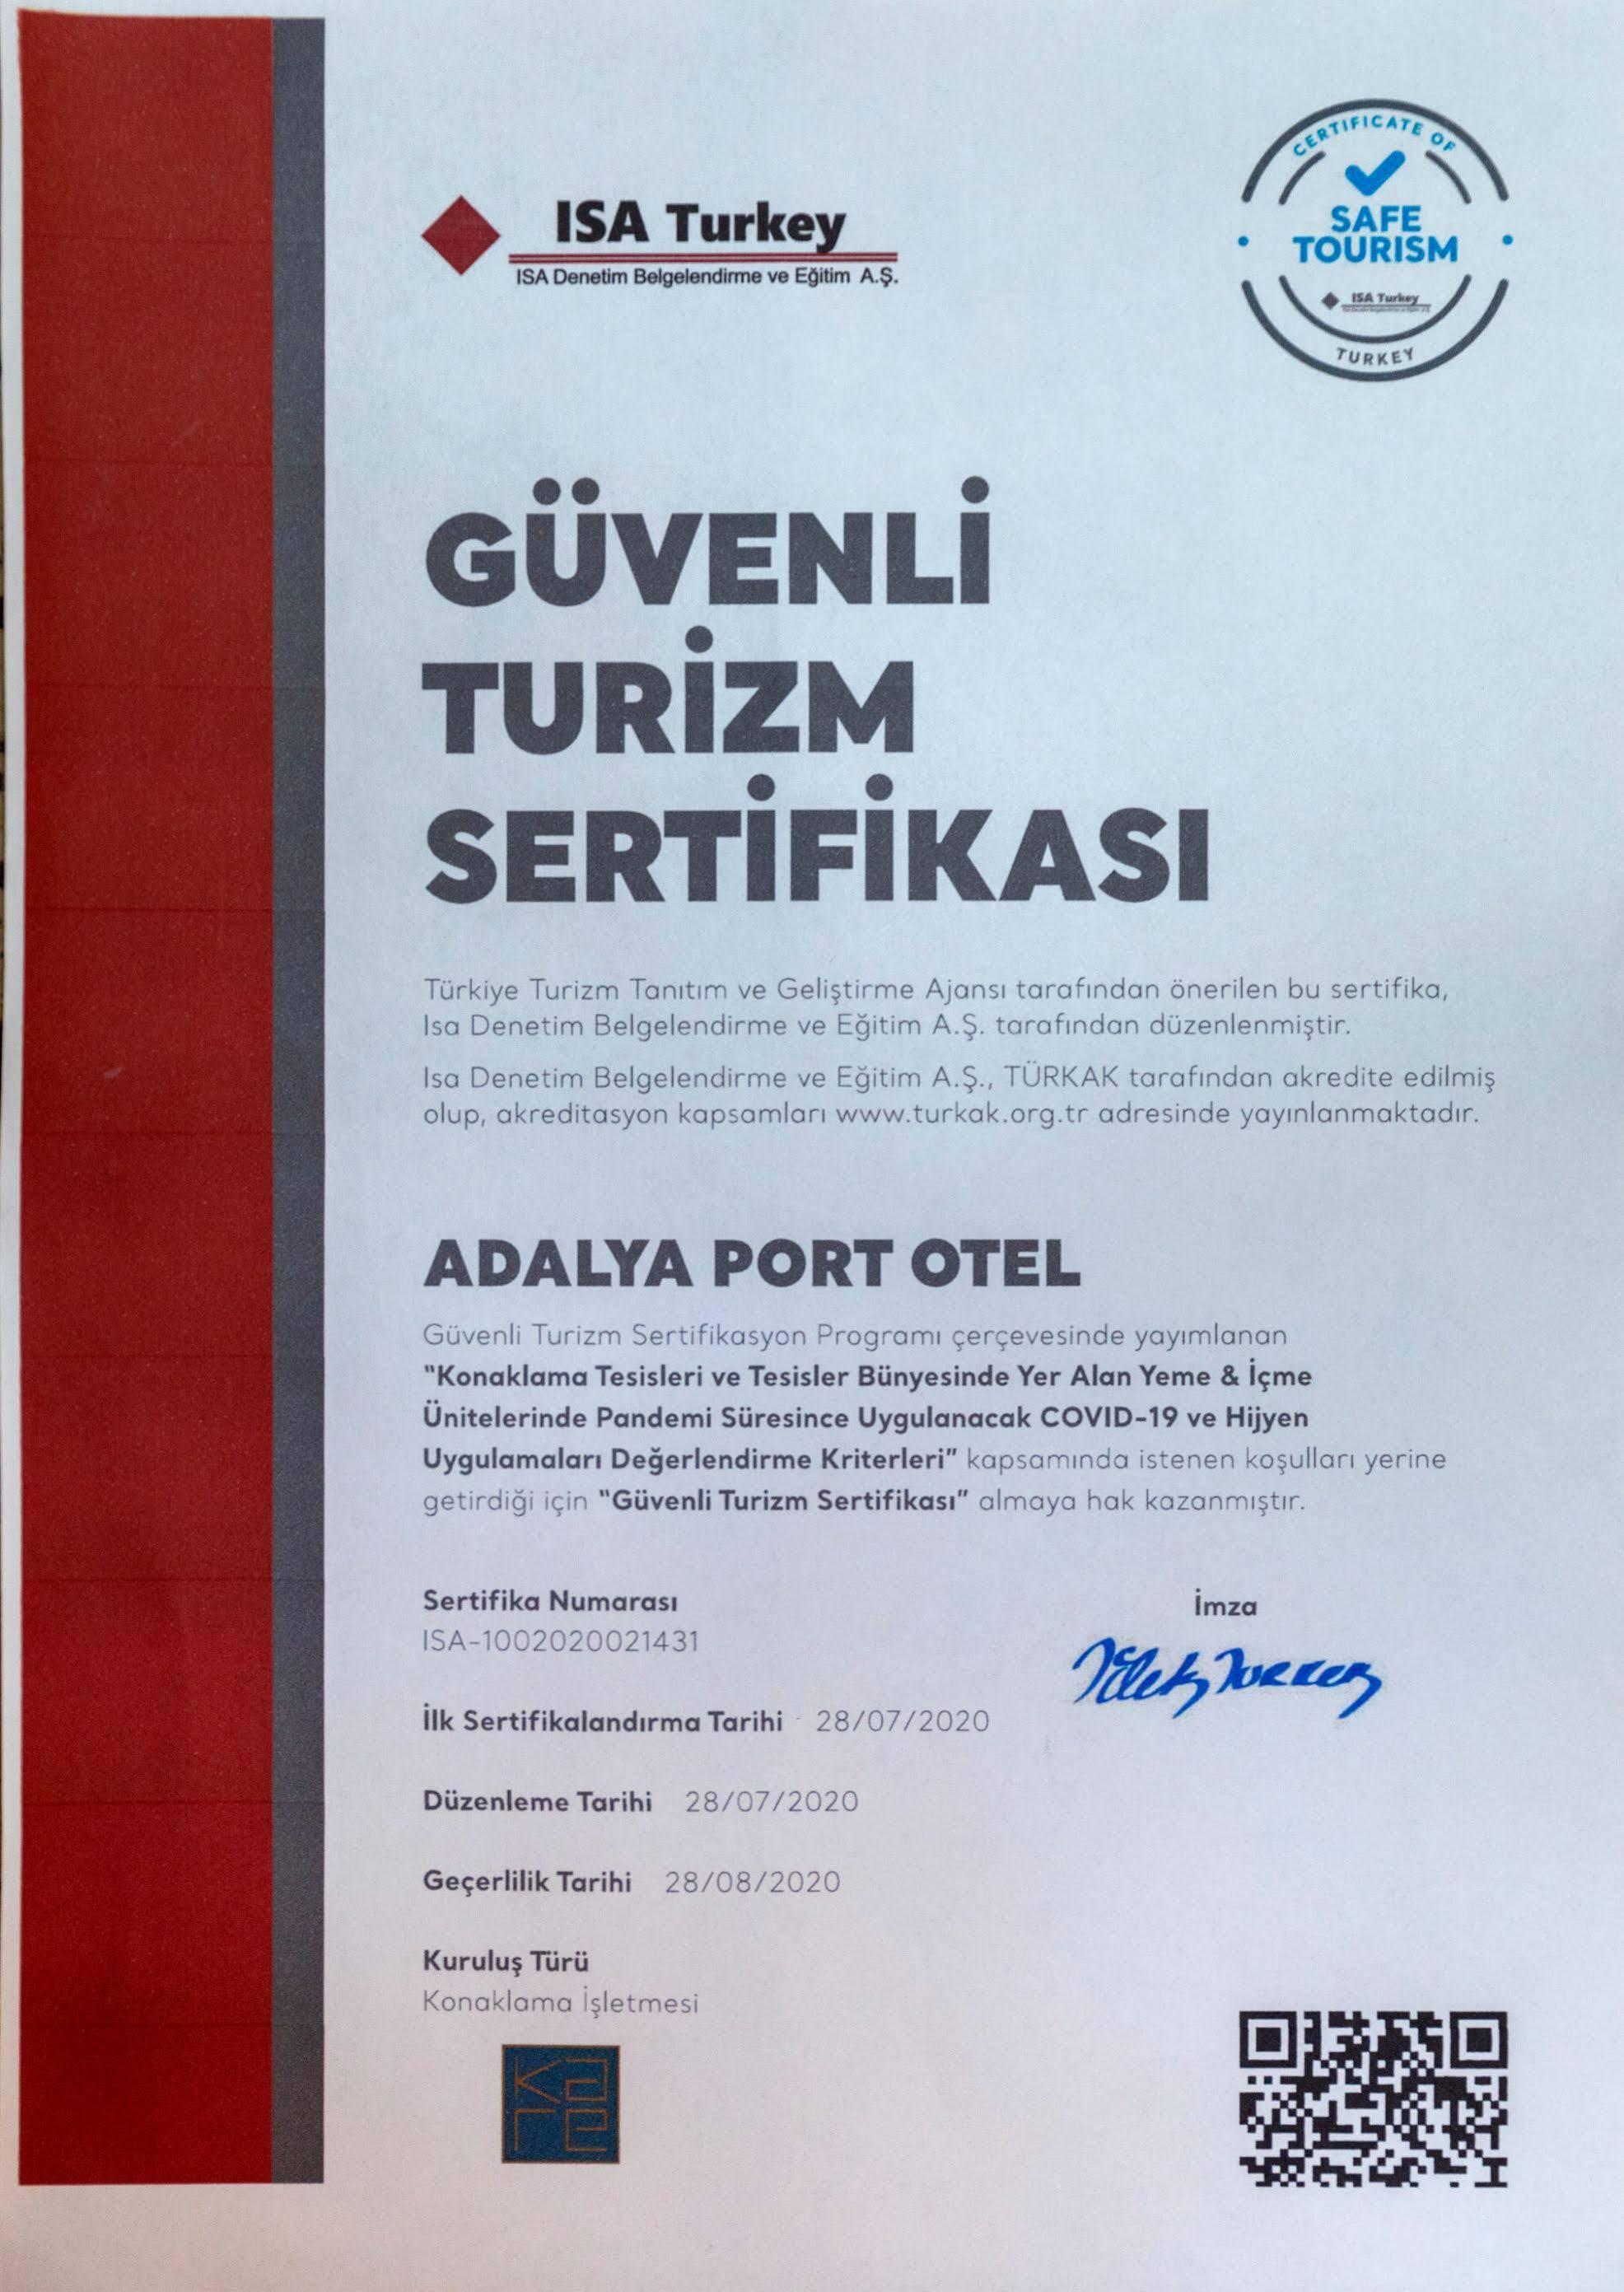 ISA Turkey
ISA Denetim Belgelendirme ve Eğitim A.Ş.
CERTIFICATE OF
SAFE
TOURISM
ISA Turkey
TURKEY
GÜVENLİ
TURİZM
SERTİFİKASI
Türkiye Turizm Tanıtım ve Geliştirme Ajansı tarafından önerilen bu sertifika,
Isa Denetim Belgelendirme ve Eğitim A.Ş. tarafından düzenlenmiştir.
Isa Denetim Belgelendirme ve Eğitim A.Ş., TÜRKAK tarafından akredite edilmiş
olup, akreditasyon kapsamları www.turkak.org.tr adresinde yayınlanmaktadır.
ADALYA PORT OTEL
Güvenli Turizm Sertifikasyon Programı çerçevesinde yayımlanan
"Konaklama Tesisleri ve Tesisler Bünyesinde Yer Alan Yeme & İçme
Ünitelerinde Pandemi Süresince Uygulanacak COVID-19 ve Hijyen
Uygulamaları Değerlendirme Kriterleri" kapsamında istenen koşulları yerine
getirdiği için "Güvenli Turizm Sertifikası" almaya hak kazanmıştır.
Sertifika Numarası
ISA-1002020021431
İmza
İlk Sertifikalandırma Tarihi 28/07/2020
Düzenleme Tarihi 28/07/2020
Geçerlilik Tarihi 28/08/2020
Kuruluş Türü
Konaklama İşletmesi
ka
re